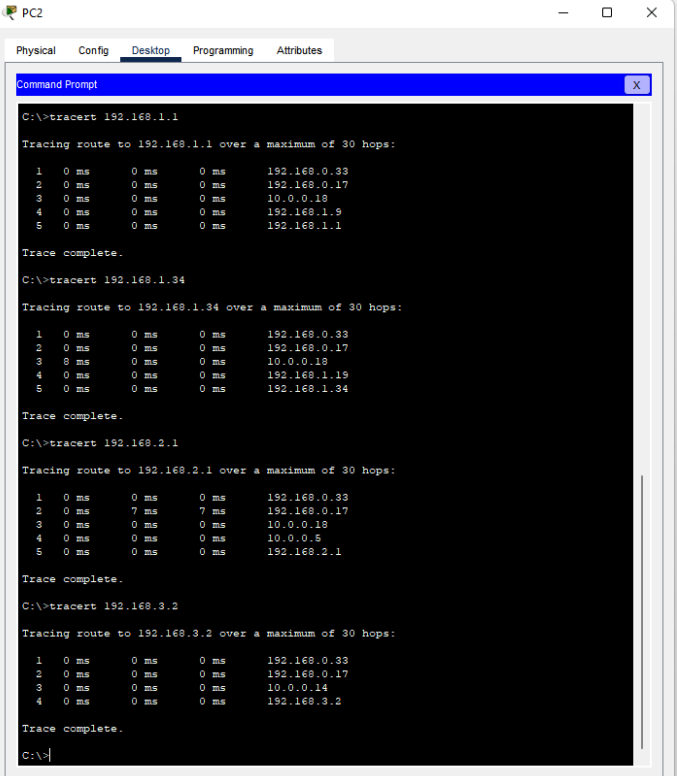 PC2
Physical Config Desktop Programming Attributes
Command Prompt X
C:\>tracert 192.168.1.1
Tracing route to 192.168.1.1 over a maximum of 30 hops:
1 0 ms 0 ms 0 ms 192.168.0.33
2 0 ms 0 ms 0 ms 192.168.0.17
3 0 ms 0 ms 0 ms 10.0.0.18
4 0 ms 0 ms 0 ms 192.168.1.9
5 0 ms 0 ms 0 ms 192.168.1.1
Trace complete.
C:\>tracert 192.168.1.34
Tracing route to 192.168.1.34 over a maximum of 30 hops:
1 0 ms 0 ms 0 ms 192.168.0.33
2 0 ms 0 ms 0 ms 192.168.0.17
3 8 ms 0 ms 0 ms 10.0.0.18
4 0 ms 0 ms 0 ms 192.168.1.19
5 0 ms 0 ms 0 ms 192.168.1.34
Trace complete.
C:\>tracert 192.168.2.1
Tracing route to 192.168.2.1 over a maximum of 30 hops:
1 0 ms 0 ms 0 ms 192.168.0.33
2 0 ms 7 ms 7 ms 192.168.0.17
3 0 ms 0 ms 0 ms 10.0.0.18
4 0 ms 0 ms 0 ms 10.0.0.5
5 0 ms 0 ms 0 ms 192.168.2.1
Trace complete.
C:\>tracert 192.168.3.2
Tracing route to 192.168.3.2 over a maximum of 30 hops:
1 0 ms 0 ms 0 ms 192.168.0.33
2 0 ms 0 ms 0 ms 192.168.0.17
3 0 ms 0 ms 0 ms 10.0.0.14
4 0 ms 0 ms 0 ms 192.168.3.2
Trace complete.
C:\>